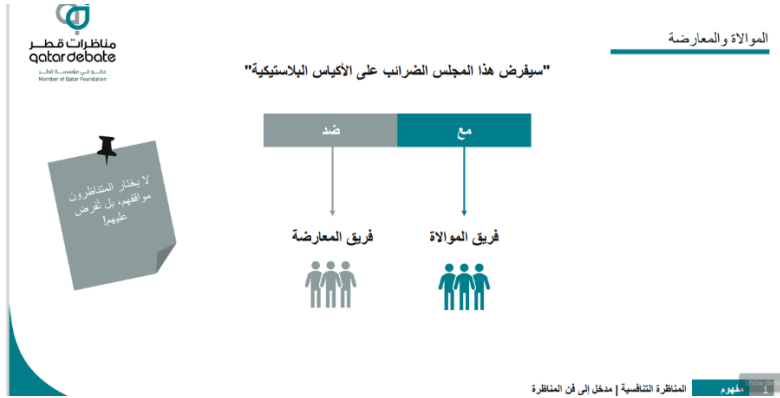 مناظرات قطر
qatardebate
عضو في مؤسسة قطر
Member of Qatar Foundation
الموالاة والمعارضة
"سيفرض هذا المجلس الضرائب على الأكياس البلاستيكية"
مع
ضد
فريق الموالاة
فريق المعارضة
لا يختار المتناظرون
مواقفهم، بل تُفرض
عليهم!
1 مفهوم المناظرة التنافسية | مدخل إلى فن المناظرة